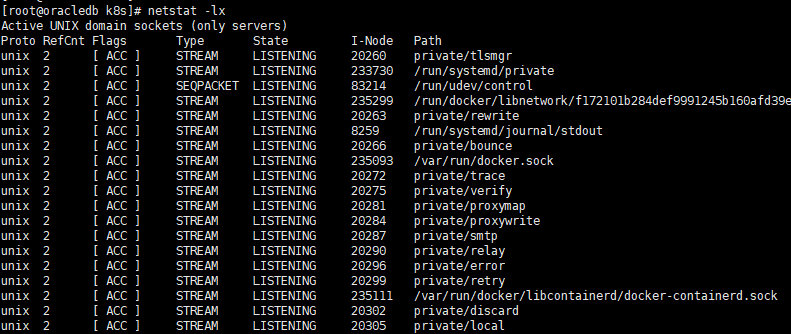 [root@oracledb k8s]# netstat -lx
Active UNIX domain sockets (only servers)
Proto RefCnt Flags       Type       State         I-Node   Path
unix  2      [ ACC ]     STREAM     LISTENING     20260    private/tlsmgr
unix  2      [ ACC ]     STREAM     LISTENING     233730   /run/systemd/private
unix  2      [ ACC ]     SEQPACKET  LISTENING     83214    /run/udev/control
unix  2      [ ACC ]     STREAM     LISTENING     235299   /run/docker/libnetwork/f172101b284def9991245b160afd39e
unix  2      [ ACC ]     STREAM     LISTENING     20263    private/rewrite
unix  2      [ ACC ]     STREAM     LISTENING     8259     /run/systemd/journal/stdout
unix  2      [ ACC ]     STREAM     LISTENING     20266    private/bounce
unix  2      [ ACC ]     STREAM     LISTENING     235093   /var/run/docker.sock
unix  2      [ ACC ]     STREAM     LISTENING     20272    private/trace
unix  2      [ ACC ]     STREAM     LISTENING     20275    private/verify
unix  2      [ ACC ]     STREAM     LISTENING     20281    private/proxymap
unix  2      [ ACC ]     STREAM     LISTENING     20284    private/proxywrite
unix  2      [ ACC ]     STREAM     LISTENING     20287    private/smtp
unix  2      [ ACC ]     STREAM     LISTENING     20290    private/relay
unix  2      [ ACC ]     STREAM     LISTENING     20296    private/error
unix  2      [ ACC ]     STREAM     LISTENING     20299    private/retry
unix  2      [ ACC ]     STREAM     LISTENING     235111   /var/run/docker/libcontainerd/docker-containerd.sock
unix  2      [ ACC ]     STREAM     LISTENING     20302    private/discard
unix  2      [ ACC ]     STREAM     LISTENING     20305    private/local